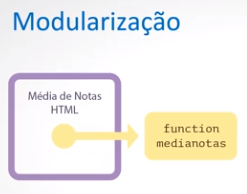 Modularização
Média de Notas
HTML
function
medianotas